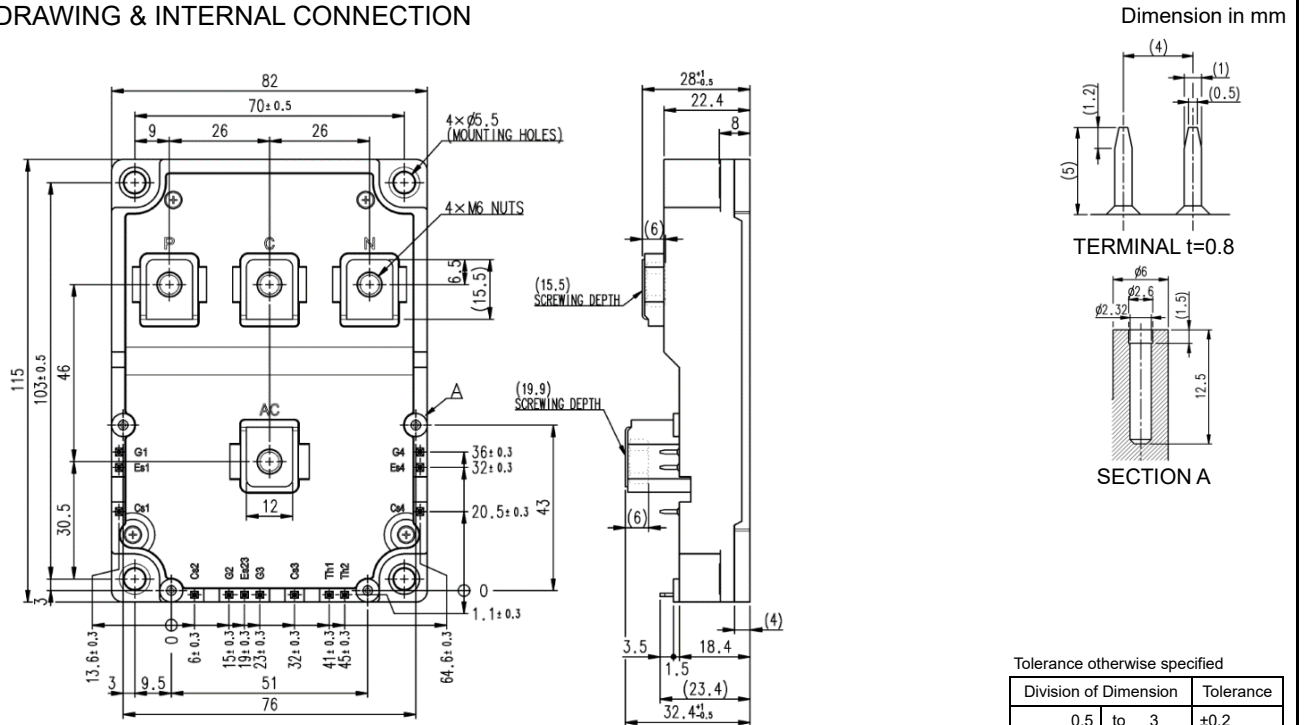 DRAWING & INTERNAL CONNECTION
Dimension in mm
82
70±0.5
9
26
26
4×ø5.5
(MOUNTING HOLES)
4×M6 NUTS
P
C
N
6.5
(15.5)
115
103±0.5
46
30.5
3
AC
A
12
G1
Es1
Cs1
G4
Es4
Cs4
36±0.3
32±0.3
20.5±0.3
43
0
1.1±0.3
Cs2
G2
Es23
G3
Cs3
Th1
Th2
13.6±0.3
0
6±0.3
15±0.3
19±0.3
23±0.3
32±0.3
41±0.3
45±0.3
64.6±0.3
3
9.5
51
76
28+1-0.5
22.4
8
(6)
(15.5)
SCREWING DEPTH
(19.9)
SCREWING DEPTH
(6)
(4)
3.5
18.4
1.5
(23.4)
32.4+1-0.5
(4)
(1)
(0.5)
(1.2)
(5)
TERMINAL t=0.8
ø6
ø2.6
ø2.32
(1.5)
12.5
SECTION A
Tolerance otherwise specified
Division of Dimension Tolerance
0.5 to 3 ±0.2